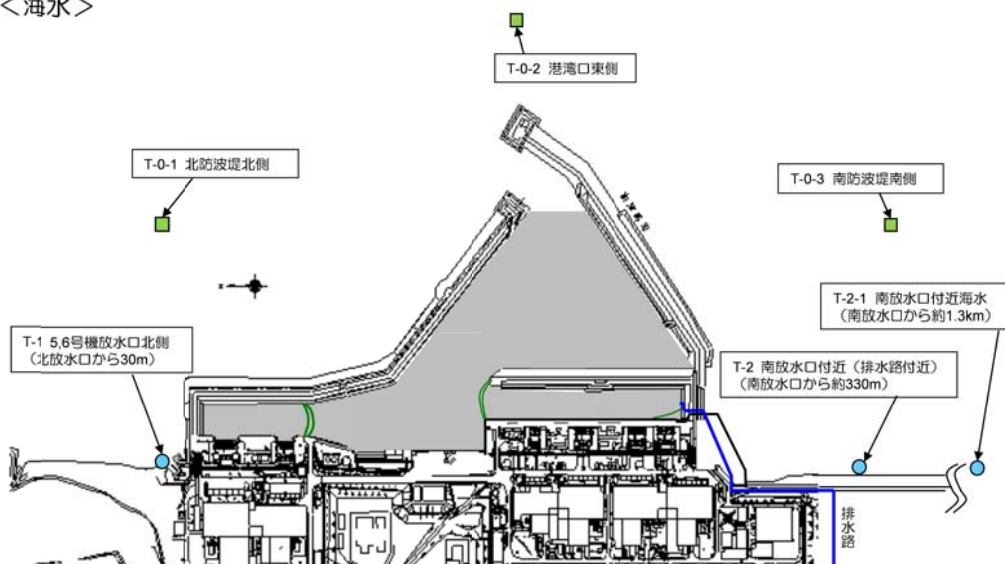 ＜海水＞
T-0-2 港湾口東側
T-0-1 北防波堤北側
T-0-3 南防波堤南側
T-2-1 南放水口付近海水
（南放水口から約1.3km）
T-1 5,6号機放水口北側
（北放水口から30m）
T-2 南放水口付近（排水路付近）
（南放水口から約330m）
排水路